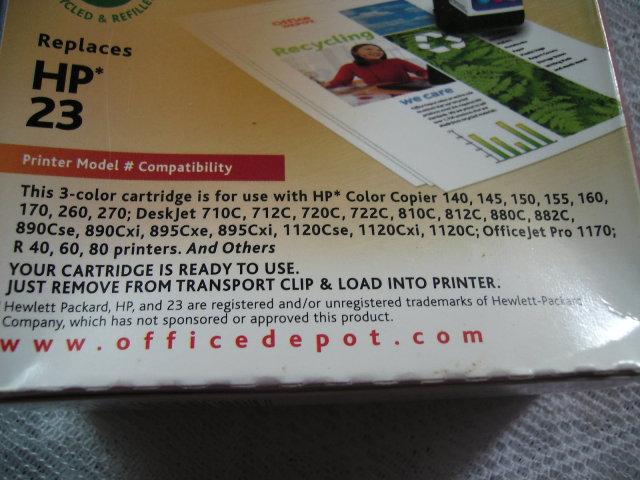 CYCLED & REFILLE
Replaces
HP*
23
Office DEPOT
Recycling
we care
Printer Model # Compatibility
This 3-color cartridge is for use with HP* Color Copier 140, 145, 150, 155, 160,
170, 260, 270; DeskJet 710C, 712C, 720C, 722C, 810C, 812C, 880C, 882C,
890Cse, 890Cxi, 895Cxe, 895Cxi, 1120Cse, 1120Cxi, 1120C; OfficeJet Pro 1170;
R 40, 60, 80 printers. And Others
YOUR CARTRIDGE IS READY TO USE.
JUST REMOVE FROM TRANSPORT CLIP & LOAD INTO PRINTER.
Hewlett Packard, HP, and 23 are registered and/or unregistered trademarks of Hewlett-Packard
Company, which has not sponsored or approved this product.
www.officedepot.com